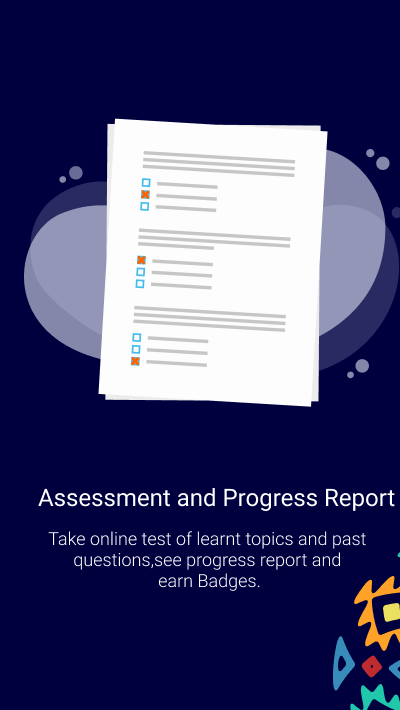 Assessment and Progress Report
Take online test of learnt topics and past
questions,see progress report and
earn Badges.